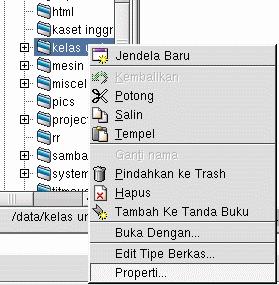 html
kaset inggr
kelas u
mesin
miscel
pics
project
rr
samba
system
/data/kelas ur
Jendela Baru
Kembalikan
Potong
Salin
Tempel
Ganti nama
Pindahkan ke Trash
Hapus
Tambah Ke Tanda Buku
Buka Dengan...
Edit Tipe Berkas...
Properti...